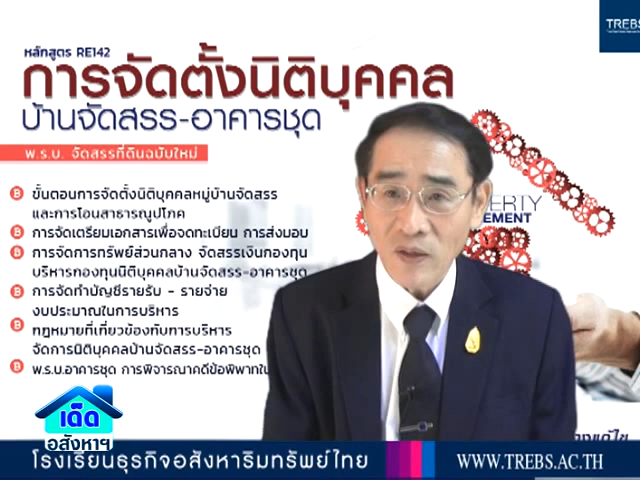 หลักสูตร RE142
TREBS
การจัดตั้งนิติบุคคล
บ้านจัดสรร-อาคารชุด
พ.ร.บ. จัดสรรที่ดินฉบับใหม่
ขั้นตอนการจัดตั้งนิติบุคคลหมู่บ้านจัดสรร
และการโอนสาธารณูปโภค
การจัดเตรียมเอกสารเพื่อจดทะเบียน การส่งมอบ
การจัดการทรัพย์ส่วนกลาง จัดสรรเงินกองทุน
บริหารกองทุนนิติบุคคลบ้านจัดสรร-อาคารชุด
การจัดทำบัญชีรายรับ - รายจ่าย
งบประมาณในการบริหาร
กฎหมายที่เกี่ยวข้องกับการบริหาร
จัดการนิติบุคคลบ้านจัดสรร-อาคารชุด
พ.ร.บ.อาคารชุด การพิจารณาคดีข้อพิพาทใน
เด็ด
อสังหาฯ
โรงเรียนธุรกิจอสังหาริมทรัพย์ไทย
WWW.TREBS.AC.TH